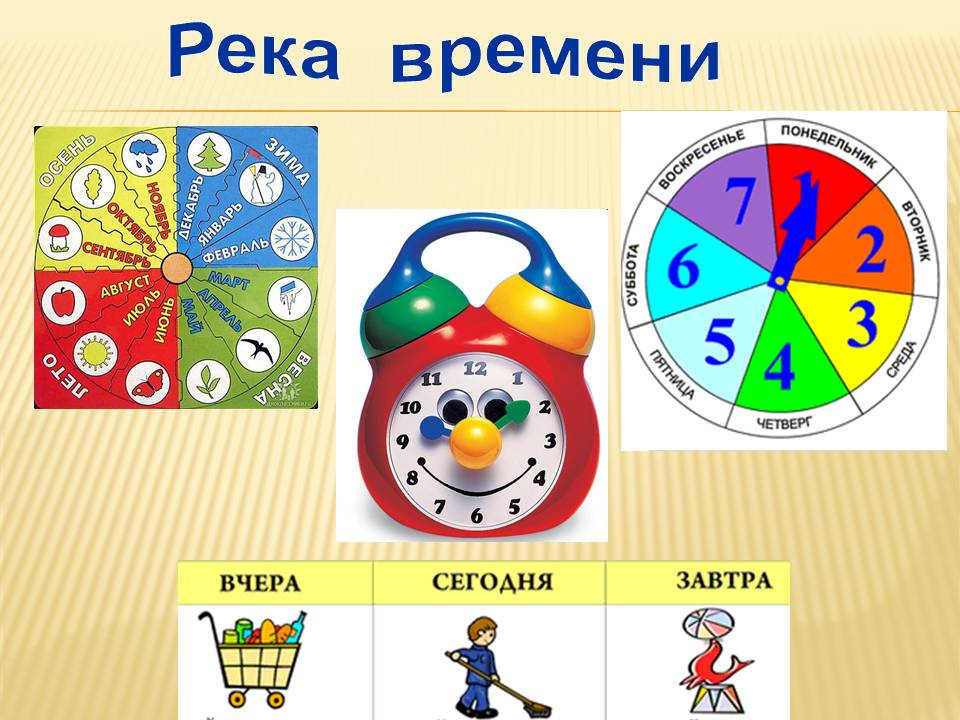 Река времени
ОСЕНЬ
ЗИМА
НОЯБРЬ
ОКТЯБРЬ
СЕНТЯБРЬ
ДЕКАБРЬ
ЯНВАРЬ
ФЕВРАЛЬ
АВГУСТ
ИЮЛЬ
ИЮНЬ
МАРТ
АПРЕЛЬ
МАЙ
ЛЕТО
ВЕСНА
12
1
2
3
4
5
6
7
8
9
10
11
ПОНЕДЕЛЬНИК
ВТОРНИК
СРЕДА
ЧЕТВЕРГ
ПЯТНИЦА
СУББОТА
ВОСКРЕСЕНЬЕ
1
2
3
4
5
6
7
ВЧЕРА СЕГОДНЯ ЗАВТРА